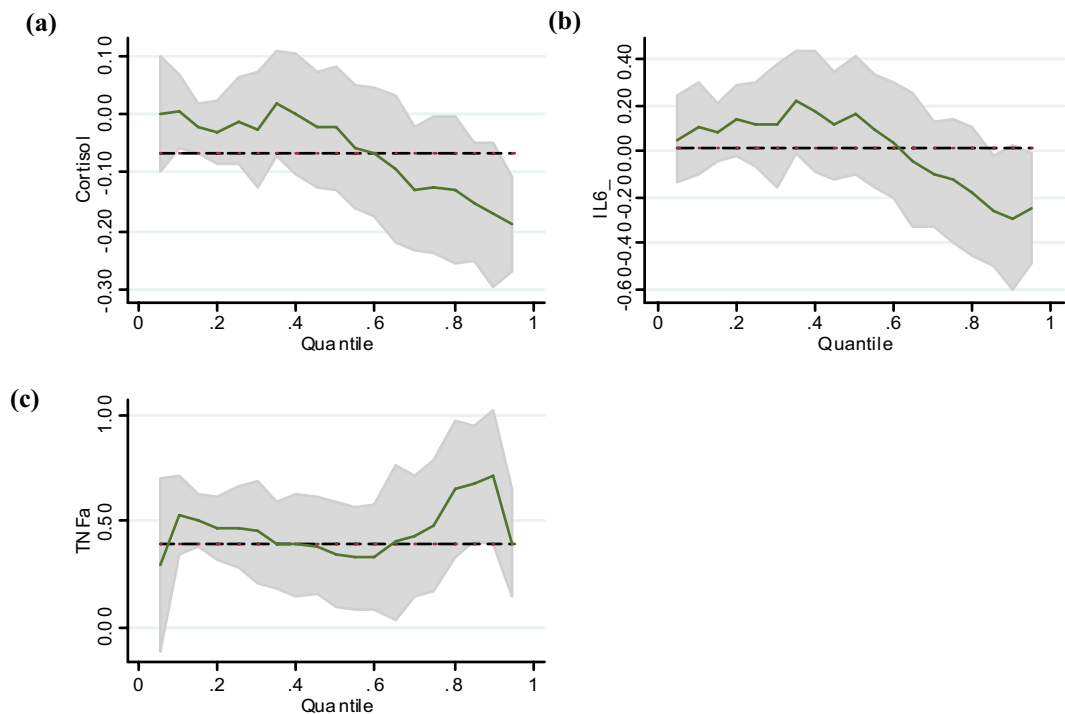 (a)
Cortisol
0.10
0.00
-0.10
-0.20
-0.30
0 .2 .4 .6 .8 1
Quantile
(b)
IL6_
0.40
0.20
0.00
-0.20
-0.40
-0.60
0 .2 .4 .6 .8 1
Quantile
(c)
TNFa
1.00
0.50
0.00
0 .2 .4 .6 .8 1
Quantile